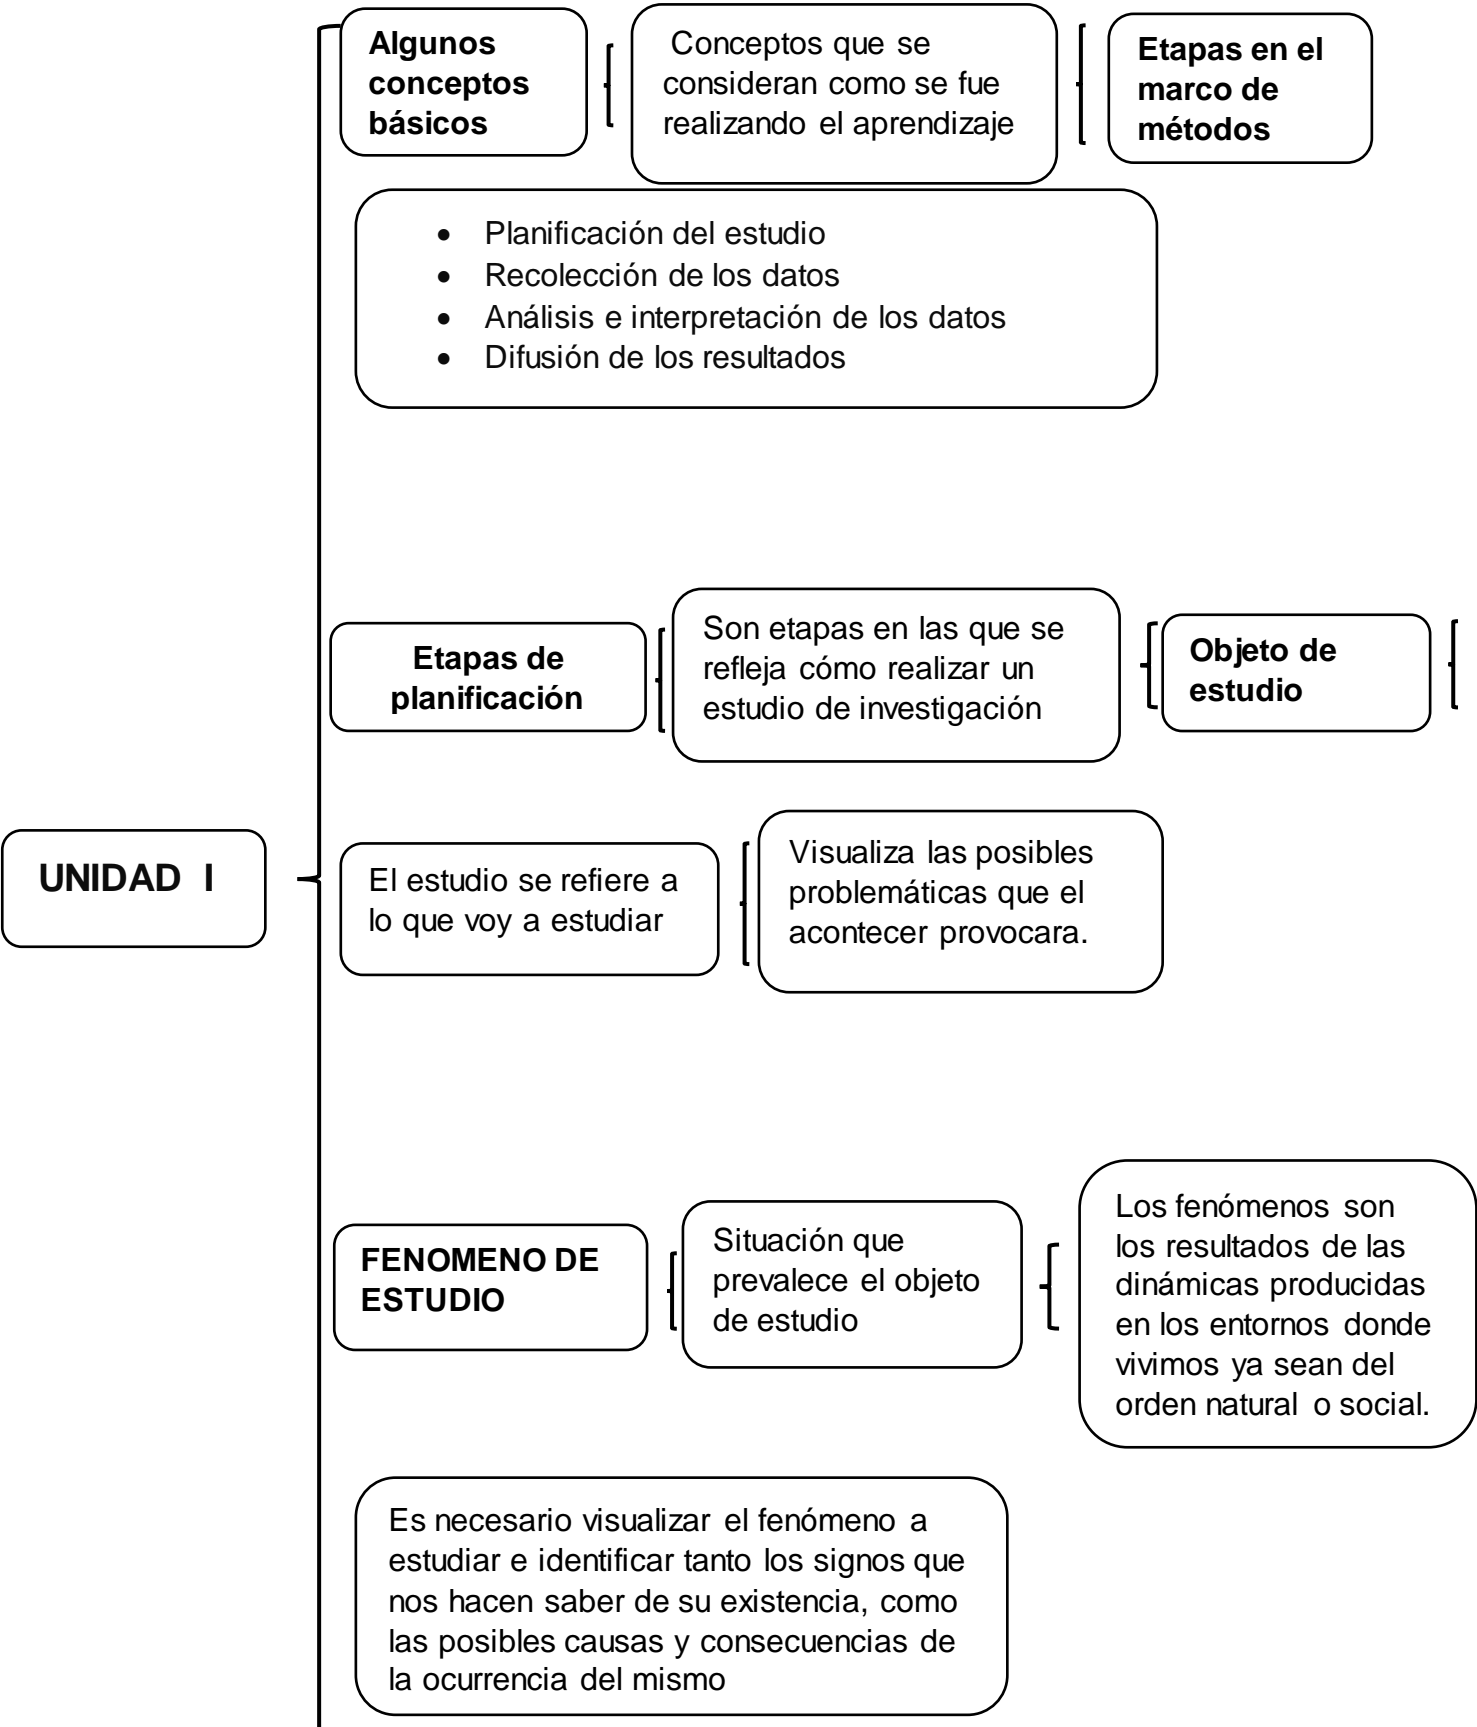 Algunos
conceptos
básicos
Conceptos que se
consideran como se fue
realizando el aprendizaje
Etapas en el
marco de
métodos
• Planificación del estudio
• Recolección de los datos
• Análisis e interpretación de los datos
• Difusión de los resultados
Etapas de
planificación
Son etapas en las que se
refleja cómo realizar un
estudio de investigación
Objeto de
estudio
UNIDAD I
El estudio se refiere a
lo que voy a estudiar
Visualiza las posibles
problemáticas que el
acontecer provocara.
FENOMENO DE
ESTUDIO
Situación que
prevalece el objeto
de estudio
Los fenómenos son
los resultados de las
dinámicas producidas
en los entornos donde
vivimos ya sean del
orden natural o social.
Es necesario visualizar el fenómeno a
estudiar e identificar tanto los signos que
nos hacen saber de su existencia, como
las posibles causas y consecuencias de
la ocurrencia del mismo